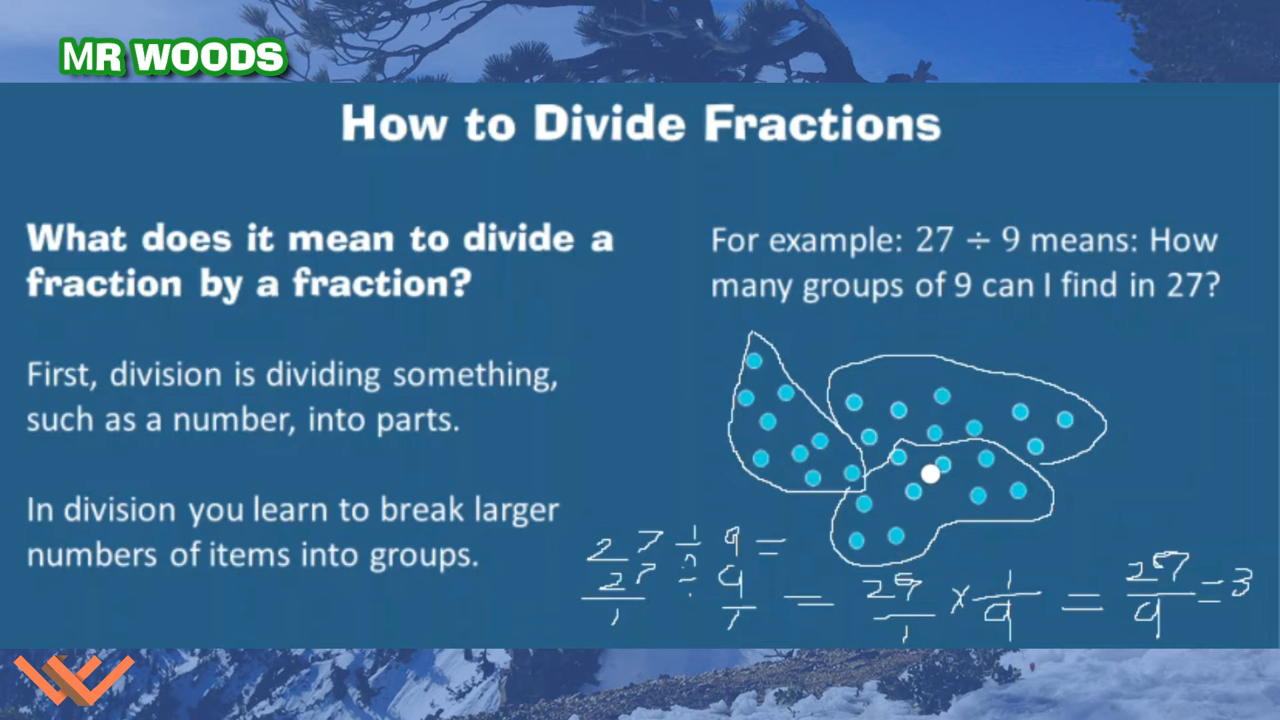 MR WOODS
How to Divide Fractions
What does it mean to divide a
fraction by a fraction?
First, division is dividing something,
such as a number, into parts.
In division you learn to break larger
numbers of items into groups.
For example: 27 ÷ 9 means: How
many groups of 9 can I find in 27?
27 ÷ 9 =
27/1 ÷ 9/1 = 27/1 × 1/9 = 27/9 = 3